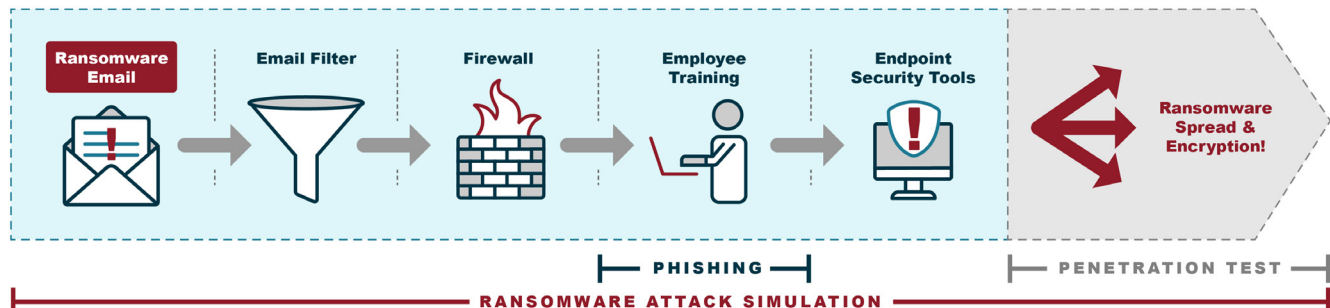 Ransomware
Email
Email Filter
Firewall
Employee
Training
Endpoint
Security Tools
Ransomware
Spread &
Encryption!
PHISHING
PENETRATION TEST
RANSOMWARE ATTACK SIMULATION